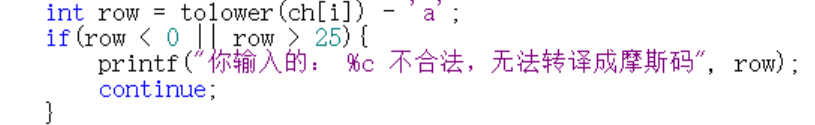 int row = tolower(ch[i]) - 'a';
if(row < 0 || row > 25){
printf("你输入的： %c 不合法，无法转译成摩斯码", row);
continue;
}